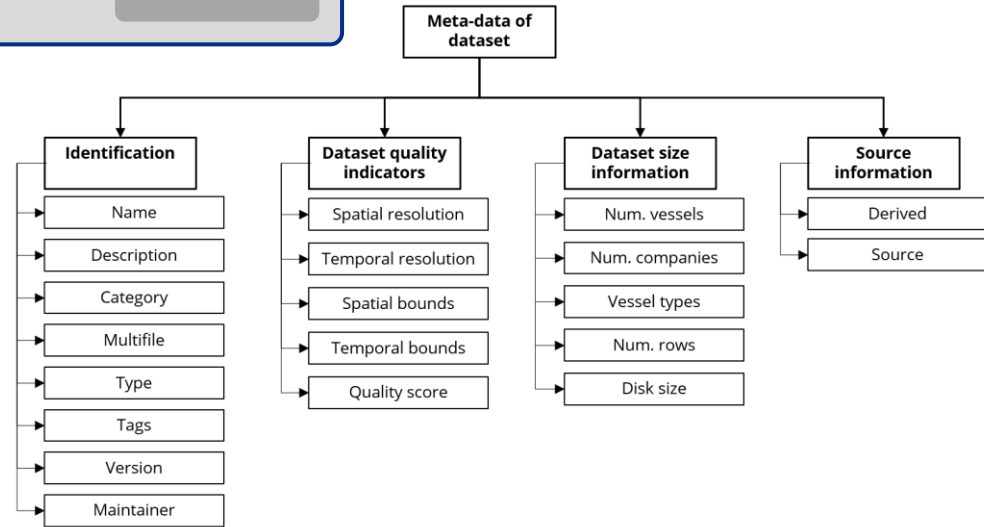 Meta-data of
dataset
Identification
Name
Description
Category
Multifile
Type
Tags
Version
Maintainer
Dataset quality
indicators
Spatial resolution
Temporal resolution
Spatial bounds
Temporal bounds
Quality score
Dataset size
information
Num. vessels
Num. companies
Vessel types
Num. rows
Disk size
Source
information
Derived
Source